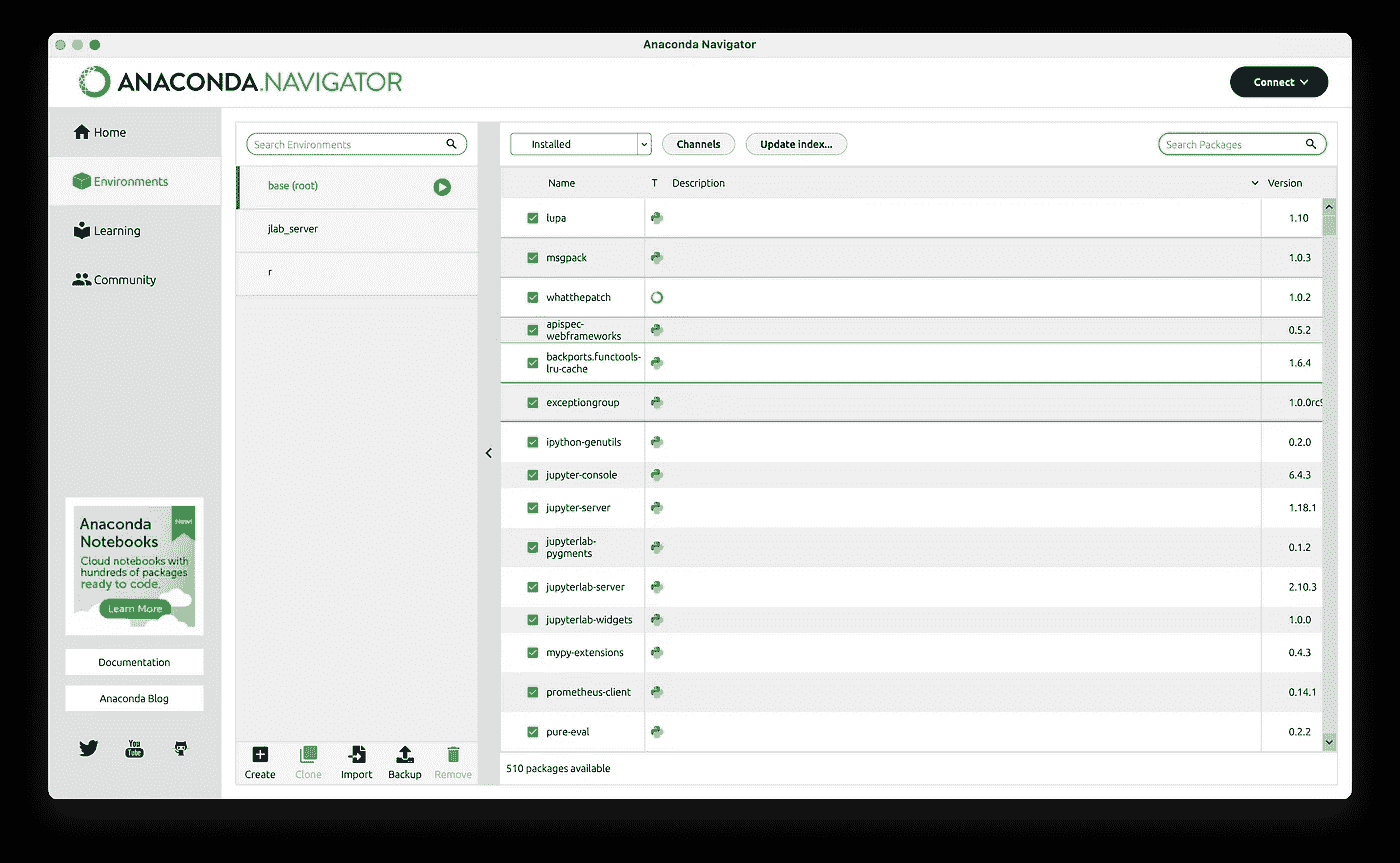 Anaconda Navigator
ANACONDA.NAVIGATOR
Connect
Home
Environments
Learning
Community
Anaconda
Notebooks
New!
Cloud notebooks with
hundreds of packages
ready to code.
Learn More
Documentation
Anaconda Blog
You
Tube
Search Environments
base (root)
jlab_server
r
Create
Clone
Import
Backup
Remove
Installed
Channels
Update index...
Search Packages
Name T Description Version
lupa 1.10
msgpack 1.0.3
whatthepatch 1.0.2
apispec-
webframeworks 0.5.2
backports.functools-
lru-cache 1.6.4
exceptiongroup 1.0.0rc9
ipython-genutils 0.2.0
jupyter-console 6.4.3
jupyter-server 1.18.1
jupyterlab-
pygments 0.1.2
jupyterlab-server 2.10.3
jupyterlab-widgets 1.0.0
mypy-extensions 0.4.3
prometheus-client 0.14.1
pure-eval 0.2.2
510 packages available